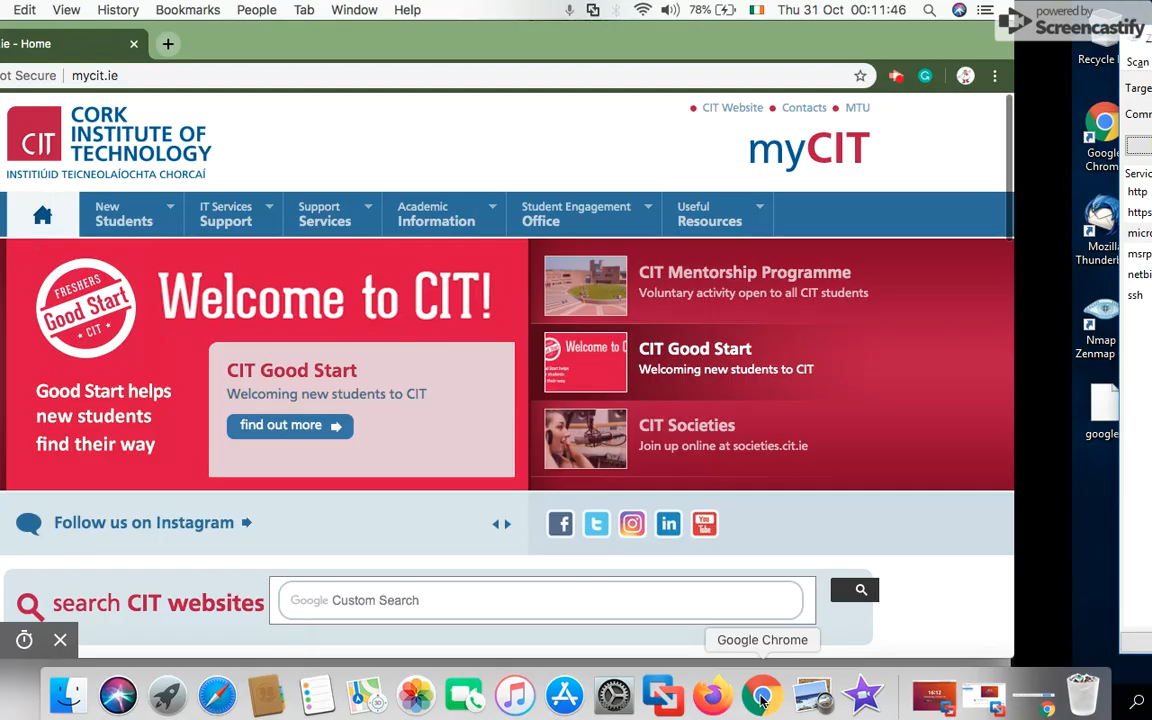 Edit View History Bookmarks People Tab Window Help 78% Thu 31 Oct 00:11:46
powered by
Screencastify
.ie - Home
ot Secure mycit.ie
CIT
CORK
INSTITUTE OF
TECHNOLOGY
INSTITIÚID TEICNEOLAÍOCHTA CHORCAÍ
CIT Website Contacts MTU
myCIT
New
Students
IT Services
Support
Support
Services
Academic
Information
Student Engagement
Office
Useful
Resources
FRESHERS
Good Start
CIT
Welcome to CIT!
Good Start helps
new students
find their way
CIT Good Start
Welcoming new students to CIT
find out more
CIT Mentorship Programme
Voluntary activity open to all CIT students
Welcome to C
CIT Good Start
Welcoming new students to CIT
CIT Societies
Join up online at societies.cit.ie
Follow us on Instagram
You
Tube
search CIT websites
Google Custom Search
Google Chrome
Recycle
Google
Chrom
Mozill
Thunder
Nmap
Zenmap
google
Scan
Targe
Comm
Servic
http
https
micro
msrp
netbi
ssh